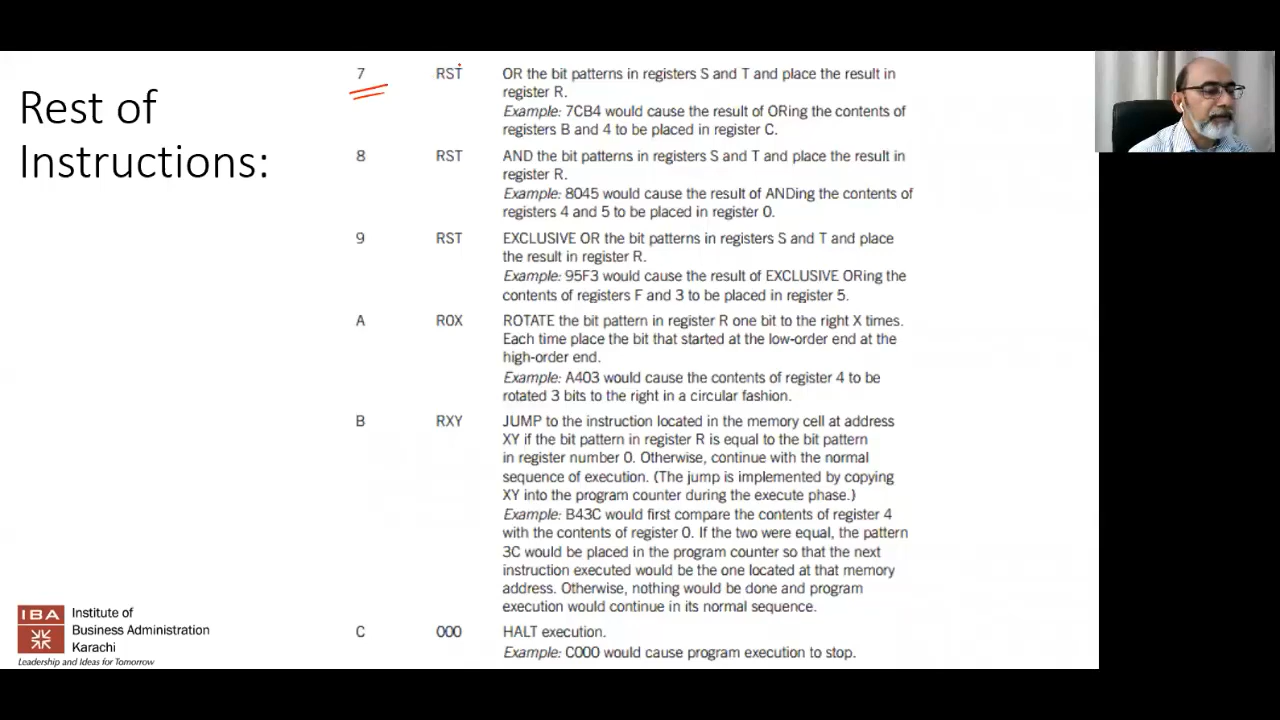 Rest of
Instructions:
7 RST OR the bit patterns in registers S and T and place the result in
register R.
Example: 7CB4 would cause the result of ORing the contents of
registers B and 4 to be placed in register C.
8 RST AND the bit patterns in registers S and T and place the result in
register R.
Example: 8045 would cause the result of ANDing the contents of
registers 4 and 5 to be placed in register 0.
9 RST EXCLUSIVE OR the bit patterns in registers S and T and place
the result in register R.
Example: 95F3 would cause the result of EXCLUSIVE ORing the
contents of registers F and 3 to be placed in register 5.
A R0X ROTATE the bit pattern in register R one bit to the right X times.
Each time place the bit that started at the low-order end at the
high-order end.
Example: A403 would cause the contents of register 4 to be
rotated 3 bits to the right in a circular fashion.
B RXY JUMP to the instruction located in the memory cell at address
XY if the bit pattern in register R is equal to the bit pattern
in register number 0. Otherwise, continue with the normal
sequence of execution. (The jump is implemented by copying
XY into the program counter during the execute phase.)
Example: B43C would first compare the contents of register 4
with the contents of register 0. If the two were equal, the pattern
3C would be placed in the program counter so that the next
instruction executed would be the one located at that memory
address. Otherwise, nothing would be done and program
execution would continue in its normal sequence.
C 000 HALT execution.
Example: C000 would cause program execution to stop.
IBA
Institute of
Business Administration
Karachi
Leadership and Ideas for Tomorrow